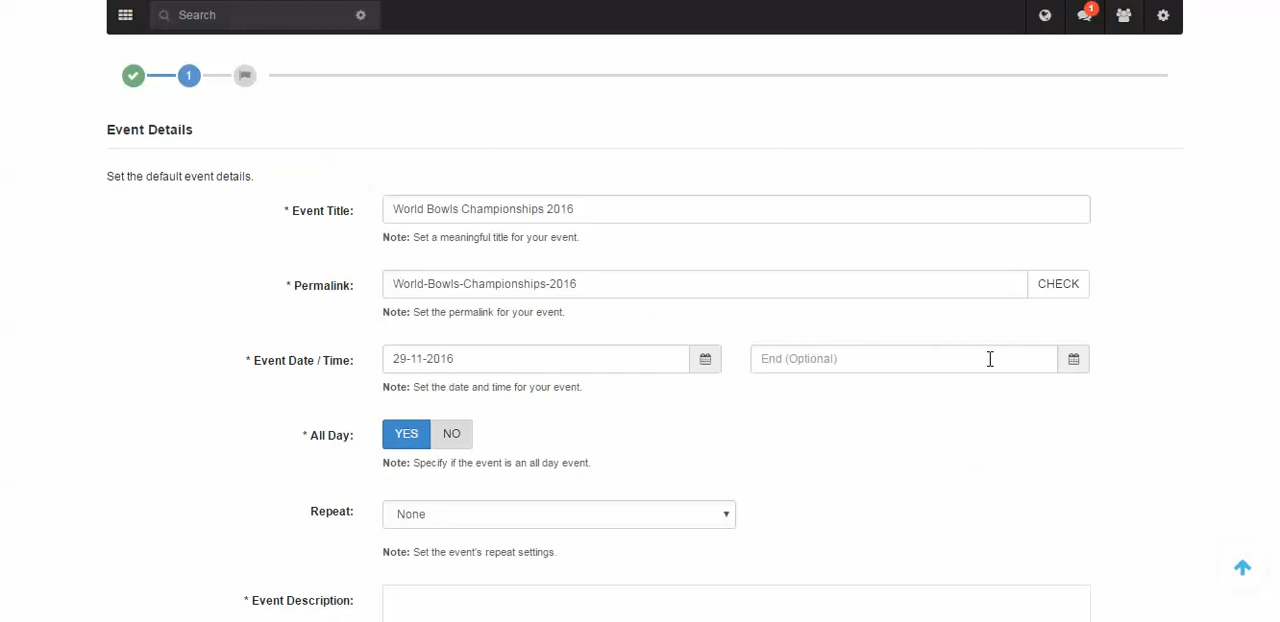 Search
1
1
Event Details
Set the default event details.
* Event Title: World Bowls Championships 2016
Note: Set a meaningful title for your event.
* Permalink: World-Bowls-Championships-2016 CHECK
Note: Set the permalink for your event.
* Event Date / Time: 29-11-2016 End (Optional)
Note: Set the date and time for your event.
* All Day: YES NO
Note: Specify if the event is an all day event.
Repeat: None
Note: Set the event's repeat settings.
* Event Description: